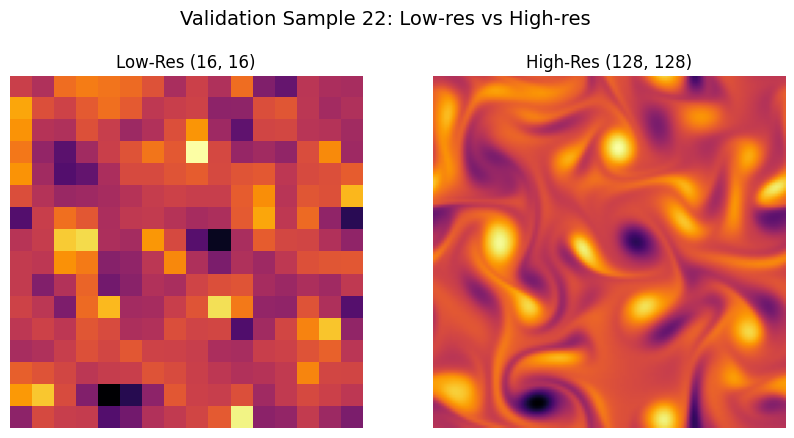 Validation Sample 22: Low-res vs High-res
Low-Res (16, 16)
High-Res (128, 128)